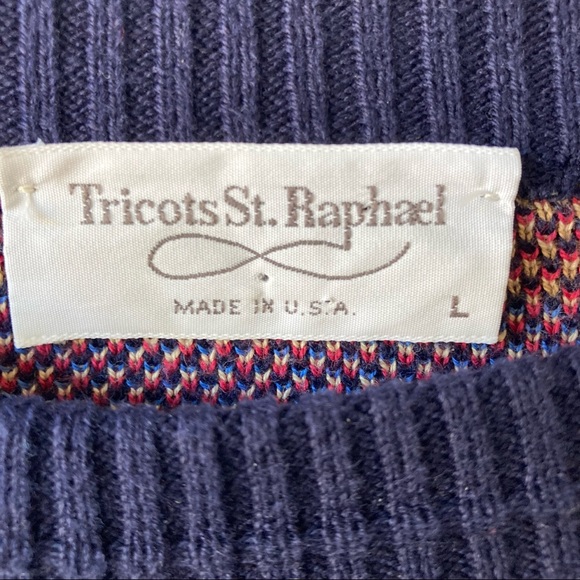 Tricots St. Raphael
MADE IN U.S.A.
L